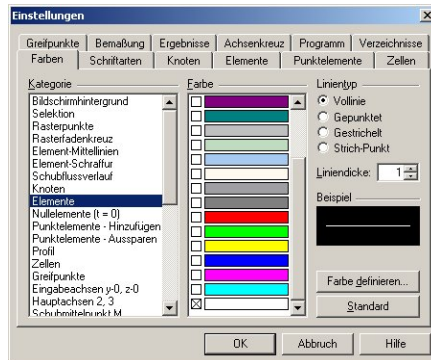 Einstellungen
Greifpunkte Bemaßung Ergebnisse Achsenkreuz Programm Verzeichnisse
Farben Schriftarten Knoten Elemente Punktelemente Zellen
Kategorie
Farbe
Linientyp
Bildschirmhintergrund
Selektion
Rasterpunkte
Rasterfadenkreuz
Element-Mittellinien
Element-Schraffur
Schubflussverlauf
Knoten
Elemente
Nullelemente (t = 0)
Punktelemente - Hinzufügen
Punktelemente - Aussparen
Profil
Zellen
Greifpunkte
Eingabeachsen y-0, z-0
Hauptachsen 2, 3
Schubmittelpunkt M
Vollinie
Gepunktet
Gestrichelt
Strich-Punkt
Liniendicke: 1
Beispiel
Farbe definieren...
Standard
OK Abbruch Hilfe